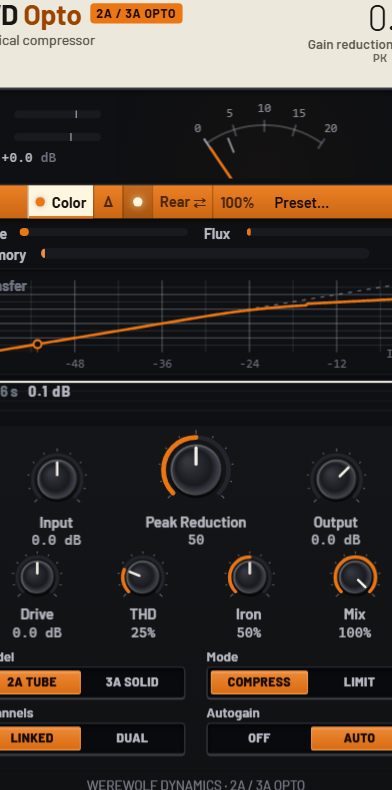 D Opto 2A / 3A OPTO
ical compressor
0.
Gain reduction
PK
0 5 10 15 20
+0.0 dB
Color Δ Rear ⇄ 100% Preset...
e Flux
mory
sfer
-48 -36 -24 -12
6s 0.1 dB
Input Peak Reduction Output
0.0 dB 50 0.0 dB
Drive THD Iron Mix
0.0 dB 25% 50% 100%
del Mode
2A TUBE 3A SOLID COMPRESS LIMIT
nnels Autogain
LINKED DUAL OFF AUTO
WEREWOLF DYNAMICS · 2A / 3A OPTO